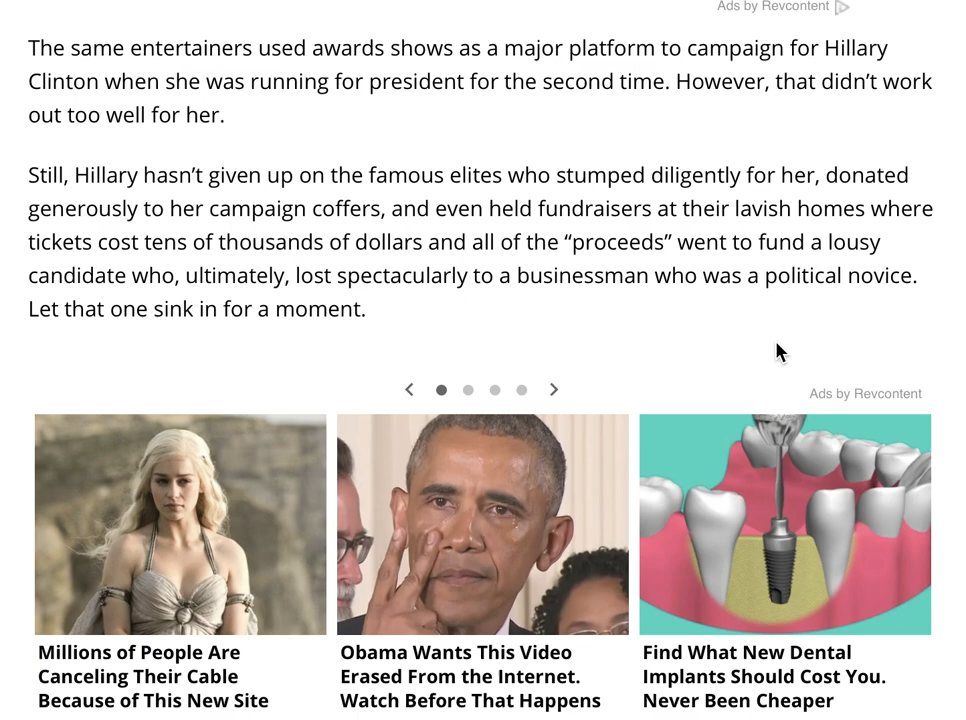 Ads by Revcontent
The same entertainers used awards shows as a major platform to campaign for Hillary
Clinton when she was running for president for the second time. However, that didn’t work
out too well for her.
Still, Hillary hasn’t given up on the famous elites who stumped diligently for her, donated
generously to her campaign coffers, and even held fundraisers at their lavish homes where
tickets cost tens of thousands of dollars and all of the “proceeds” went to fund a lousy
candidate who, ultimately, lost spectacularly to a businessman who was a political novice.
Let that one sink in for a moment.
Ads by Revcontent
Millions of People Are
Canceling Their Cable
Because of This New Site
Obama Wants This Video
Erased From the Internet.
Watch Before That Happens
Find What New Dental
Implants Should Cost You.
Never Been Cheaper